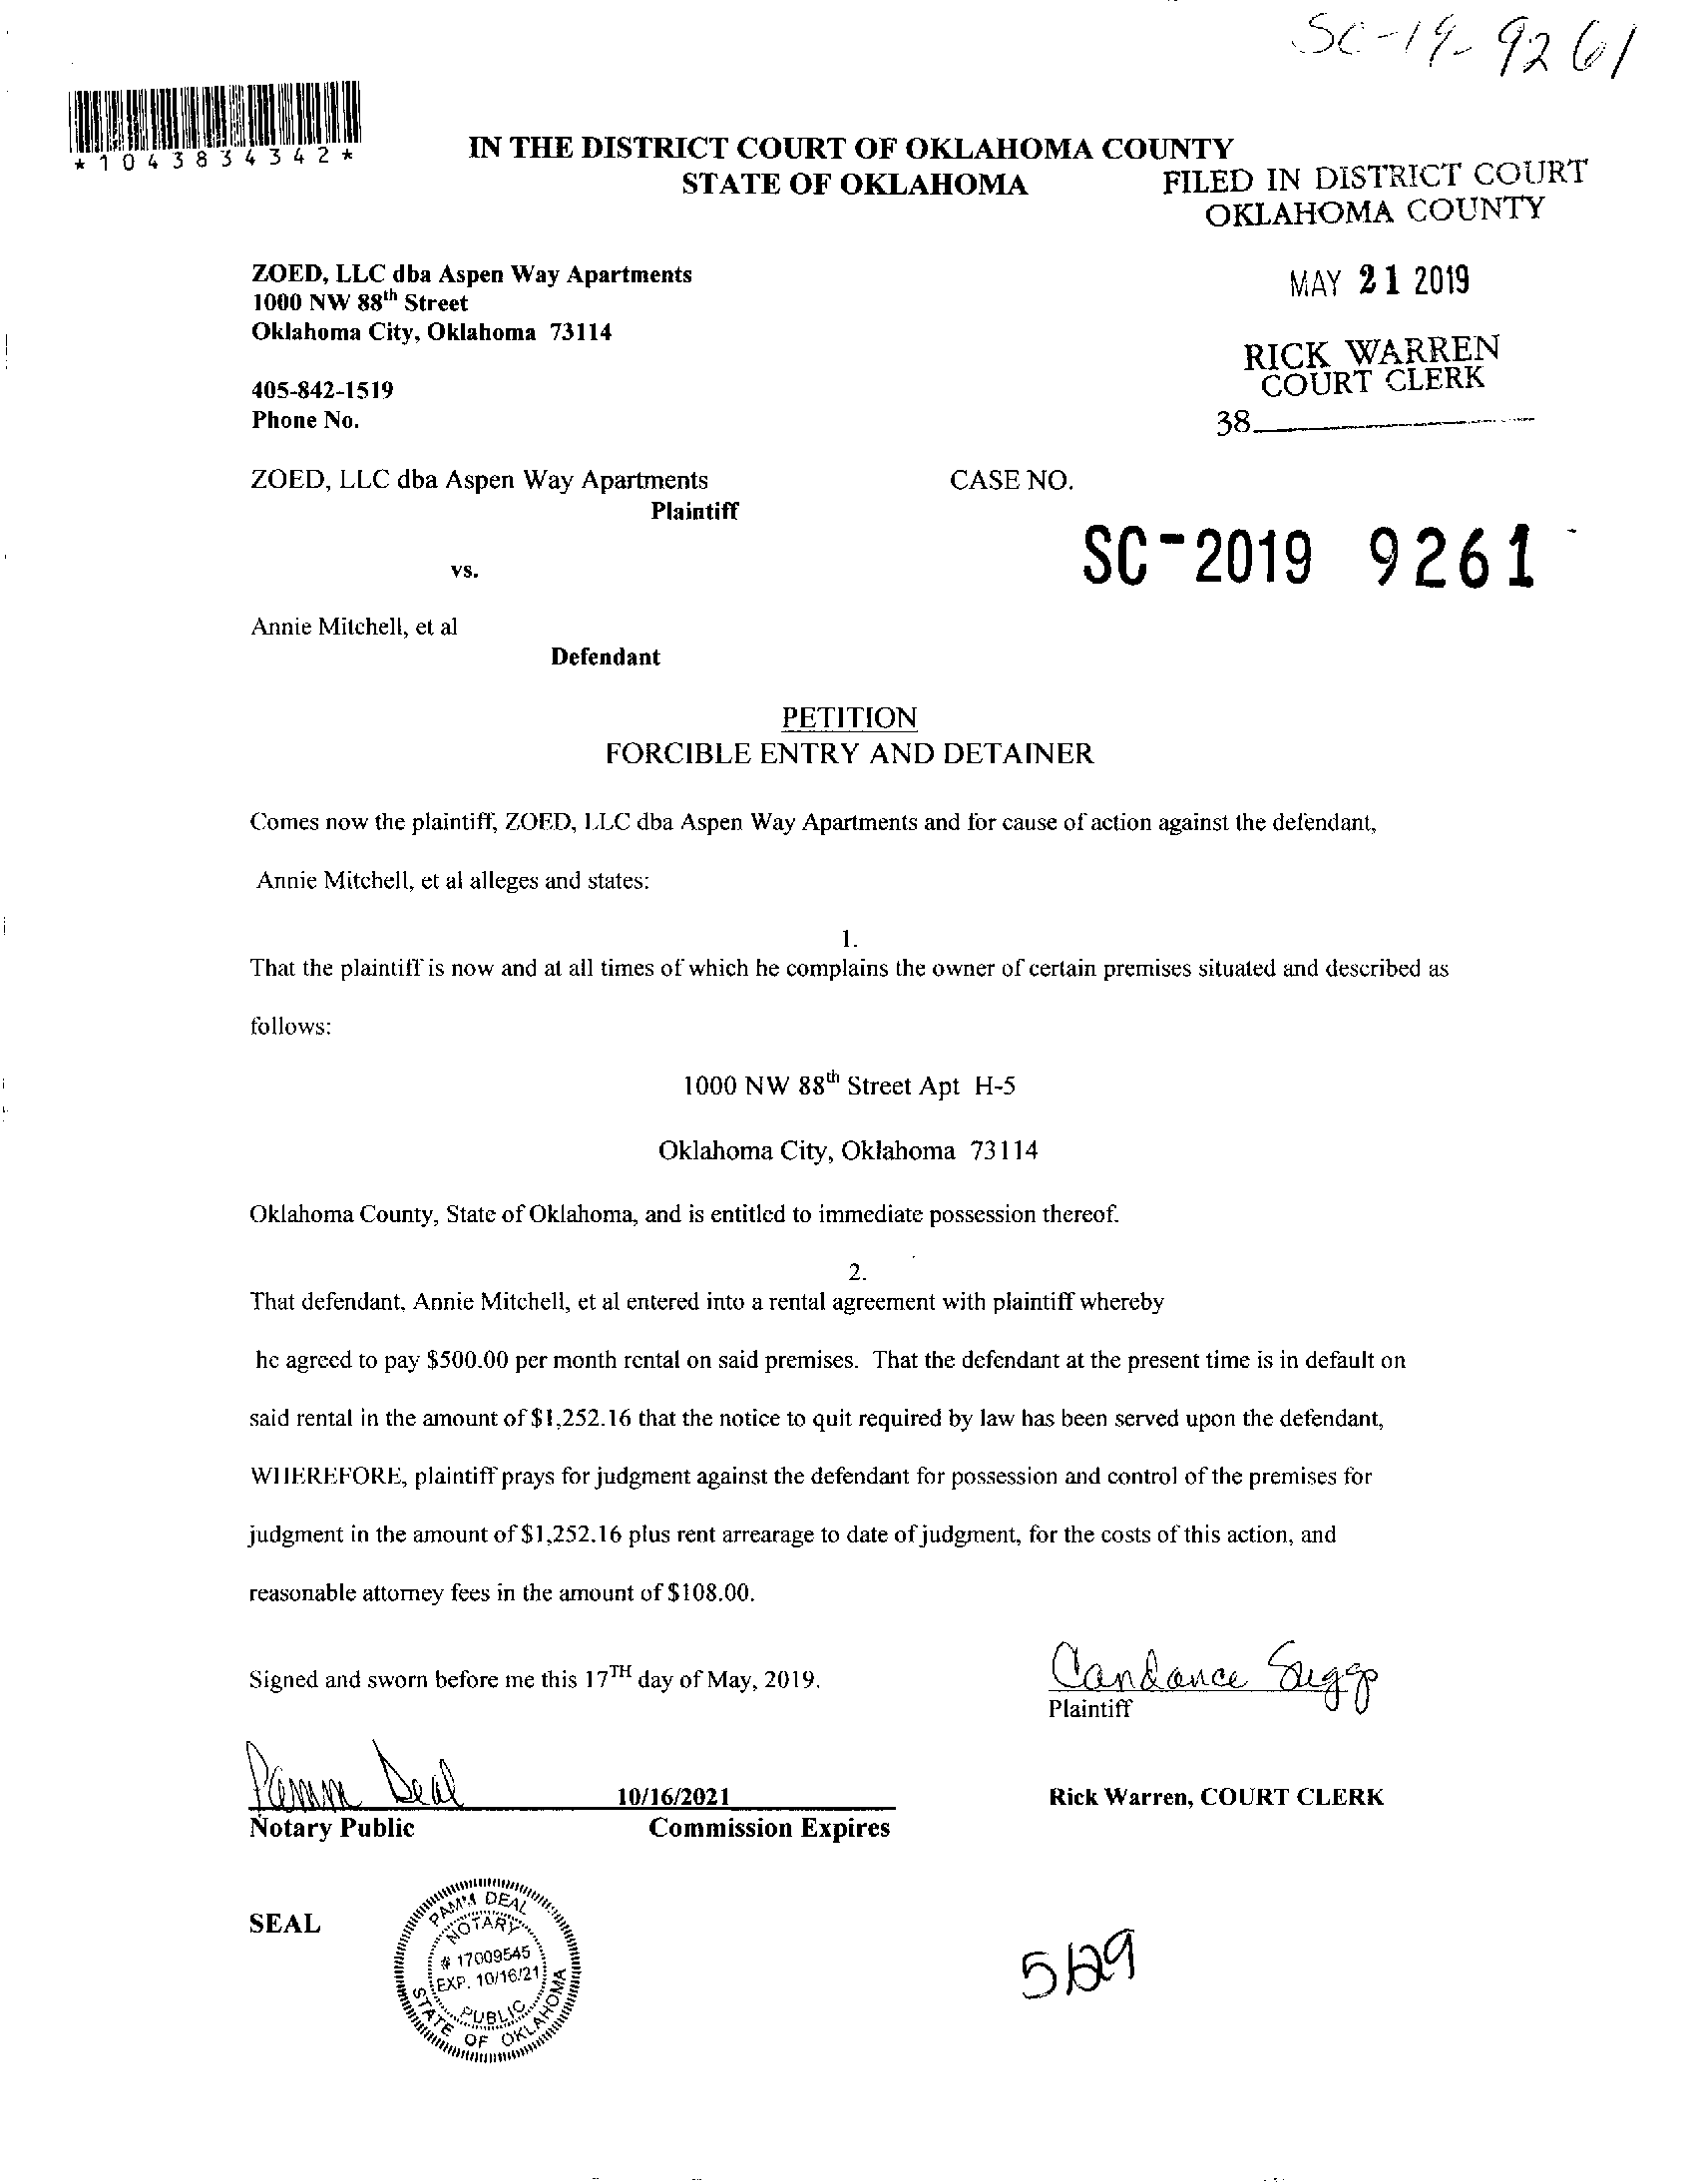 SC-19-9261
*1043834342*
IN THE DISTRICT COURT OF OKLAHOMA COUNTY
STATE OF OKLAHOMA
FILED IN DISTRICT COURT
OKLAHOMA COUNTY
MAY 21 2019
RICK WARREN
COURT CLERK
38
ZOED, LLC dba Aspen Way Apartments
1000 NW 88th Street
Oklahoma City, Oklahoma 73114
405-842-1519
Phone No.
ZOED, LLC dba Aspen Way Apartments
Plaintiff
CASE NO.
SC-2019 9261
vs.
Annie Mitchell, et al
Defendant
PETITION
FORCIBLE ENTRY AND DETAINER
Comes now the plaintiff, ZOED, LLC dba Aspen Way Apartments and for cause of action against the defendant,
Annie Mitchell, et al alleges and states:
1.
That the plaintiff is now and at all times of which he complains the owner of certain premises situated and described as
follows:
1000 NW 88th Street Apt H-5
Oklahoma City, Oklahoma 73114
Oklahoma County, State of Oklahoma, and is entitled to immediate possession thereof.
2.
That defendant, Annie Mitchell, et al entered into a rental agreement with plaintiff whereby
he agreed to pay $500.00 per month rental on said premises. That the defendant at the present time is in default on
said rental in the amount of $1,252.16 that the notice to quit required by law has been served upon the defendant,
WHEREFORE, plaintiff prays for judgment against the defendant for possession and control of the premises for
judgment in the amount of $1,252.16 plus rent arrearage to date of judgment, for the costs of this action, and
reasonable attorney fees in the amount of $108.00.
Signed and sworn before me this 17TH day of May, 2019.
Candance Suggs
Plaintiff
Pamm Deal
10/16/2021
Notary Public
Commission Expires
Rick Warren, COURT CLERK
SEAL
PAM'M DEAL
NOTARY
# 17009545
EXP. 10/16/21
PUBLIC
STATE OF OKLAHOMA